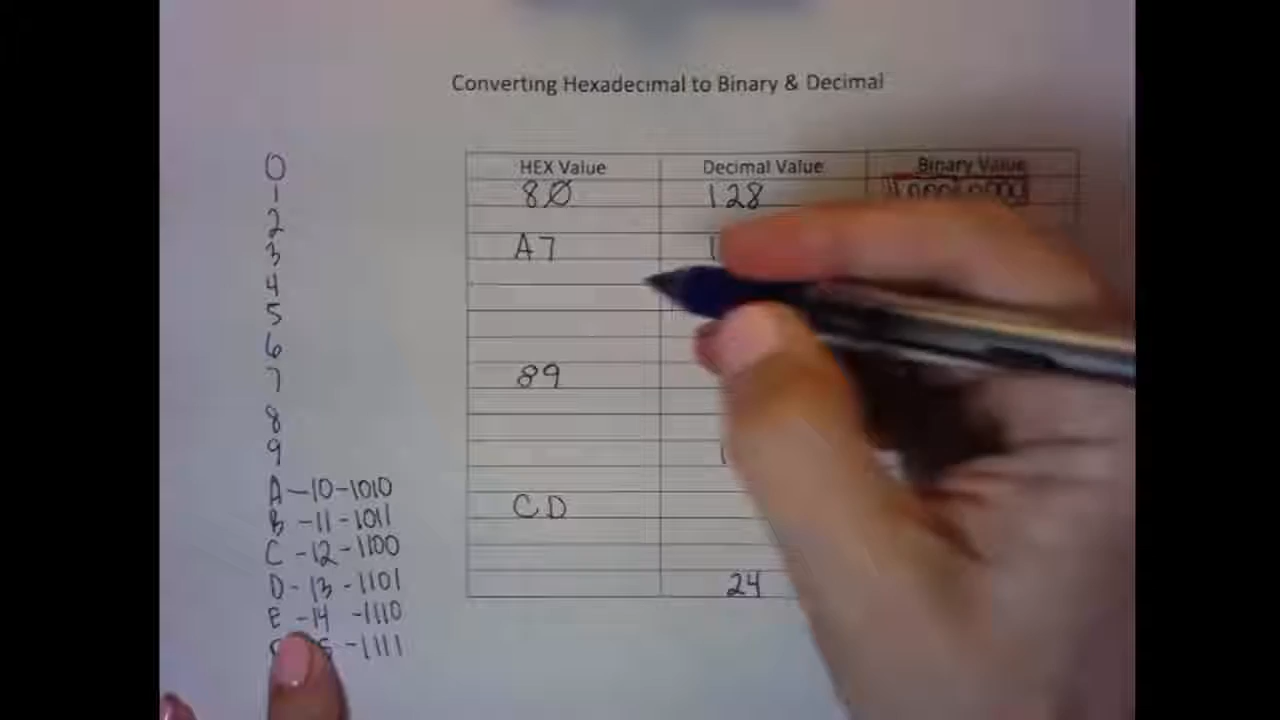 Converting Hexadecimal to Binary & Decimal
HEX Value Decimal Value Binary Value
80 128 10000000
A7
89
CD
24
0
1
2
3
4
5
6
7
8
9
A-10-1010
B-11-1011
C-12-1100
D-13-1101
E-14-1110
-1111